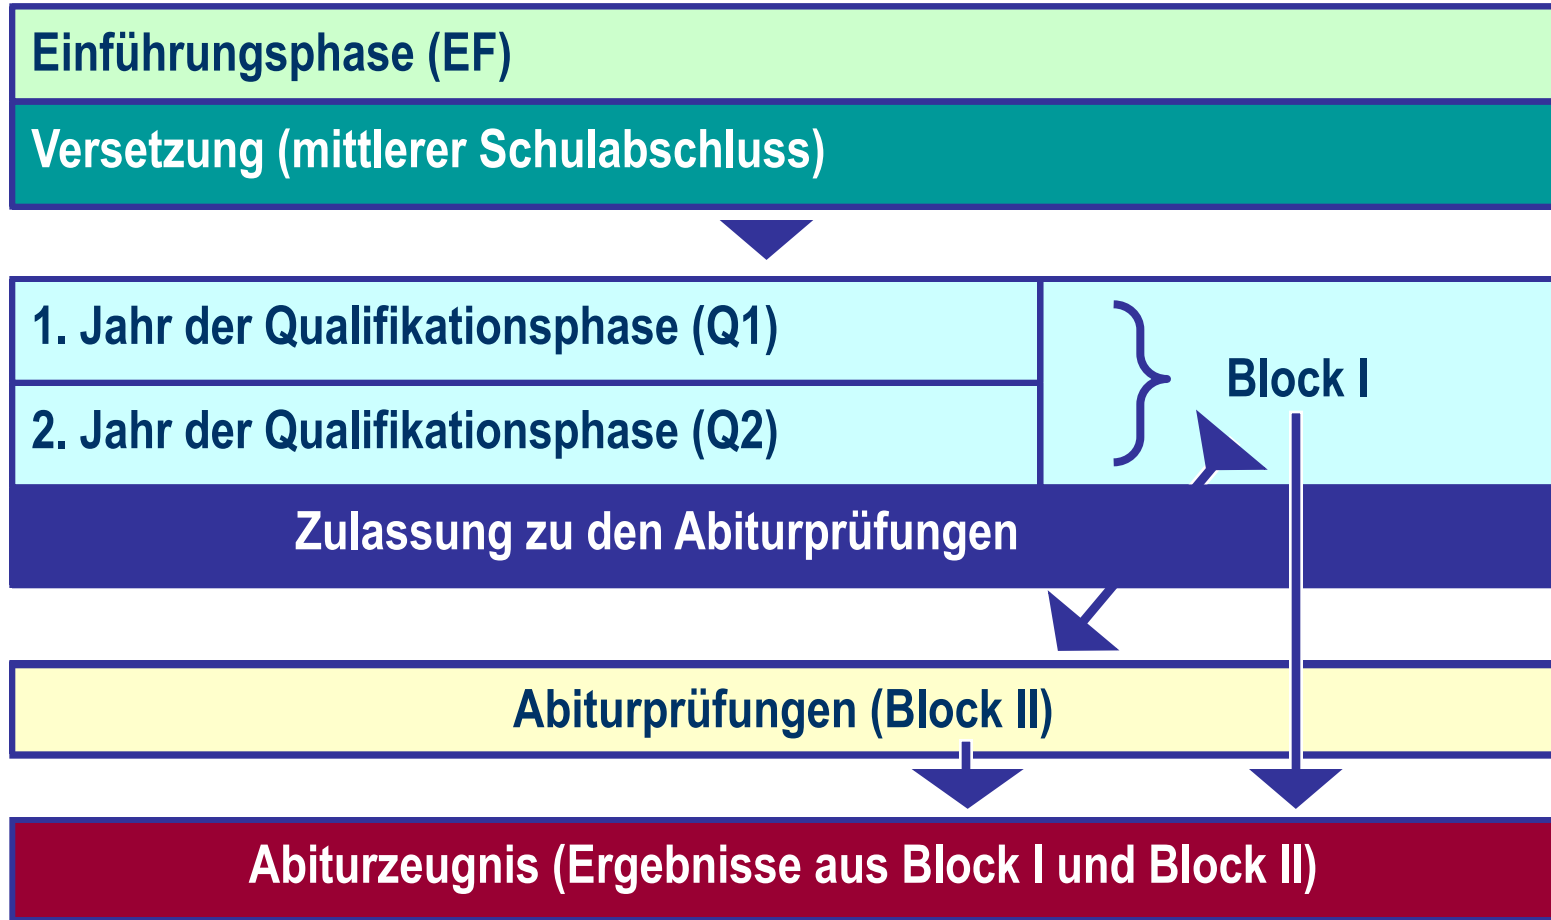 Einführungsphase (EF)
Versetzung (mittlerer Schulabschluss)
1. Jahr der Qualifikationsphase (Q1)
Block I
2. Jahr der Qualifikationsphase (Q2)
Zulassung zu den Abiturprüfungen
Abiturprüfungen (Block II)
Abiturzeugnis (Ergebnisse aus Block I und Block II)